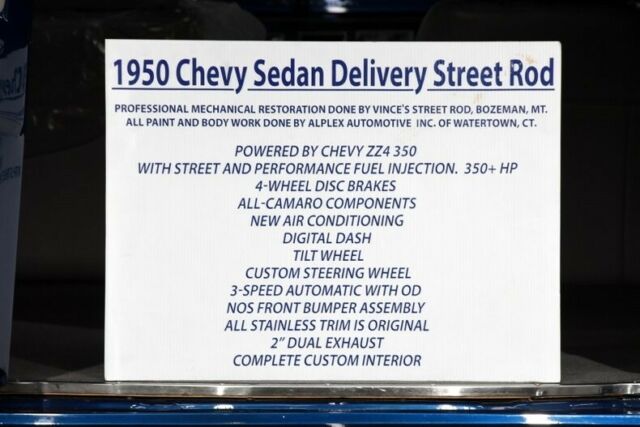 1950 Chevy Sedan Delivery Street Rod
PROFESSIONAL MECHANICAL RESTORATION DONE BY VINCE'S STREET ROD, BOZEMAN, MT.
ALL PAINT AND BODY WORK DONE BY ALPLEX AUTOMOTIVE INC. OF WATERTOWN, CT.
POWERED BY CHEVY ZZ4 350
WITH STREET AND PERFORMANCE FUEL INJECTION. 350+ HP
4-WHEEL DISC BRAKES
ALL-CAMARO COMPONENTS
NEW AIR CONDITIONING
DIGITAL DASH
TILT WHEEL
CUSTOM STEERING WHEEL
3-SPEED AUTOMATIC WITH OD
NOS FRONT BUMPER ASSEMBLY
ALL STAINLESS TRIM IS ORIGINAL
2" DUAL EXHAUST
COMPLETE CUSTOM INTERIOR